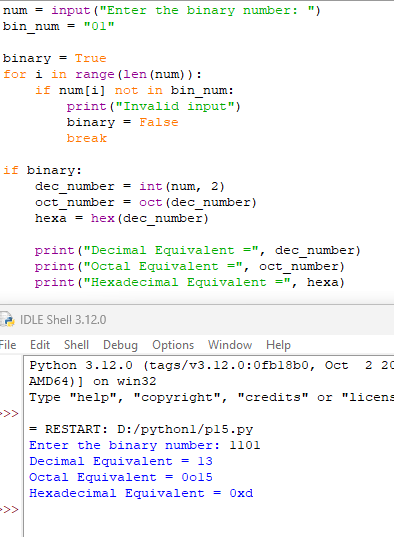 num = input("Enter the binary number: ")
bin_num = "01"
binary = True
for i in range(len(num)):
    if num[i] not in bin_num:
        print("Invalid input")
        binary = False
        break
if binary:
    dec_number = int(num, 2)
    oct_number = oct(dec_number)
    hexa = hex(dec_number)
    print("Decimal Equivalent =", dec_number)
    print("Octal Equivalent =", oct_number)
    print("Hexadecimal Equivalent =", hexa)
IDLE Shell 3.12.0
File Edit Shell Debug Options Window Help
Python 3.12.0 (tags/v3.12.0:0fb18b0, Oct 2 20
AMD64)] on win32
Type "help", "copyright", "credits" or "licens
>>>
= RESTART: D:/python1/p15.py
Enter the binary number: 1101
Decimal Equivalent = 13
Octal Equivalent = 0o15
Hexadecimal Equivalent = 0xd
>>>